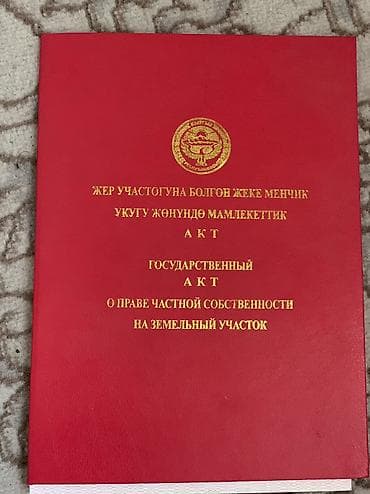 ЖЕР УЧАСТОГУНА БОЛГОН ЖЕКЕ МЕНЧИК
УКУГУ ЖӨНҮНДӨ МАМЛЕКЕТТИК
АКТ
ГОСУДАРСТВЕННЫЙ
АКТ
О ПРАВЕ ЧАСТНОЙ СОБСТВЕННОСТИ
НА ЗЕМЕЛЬНЫЙ УЧАСТОК